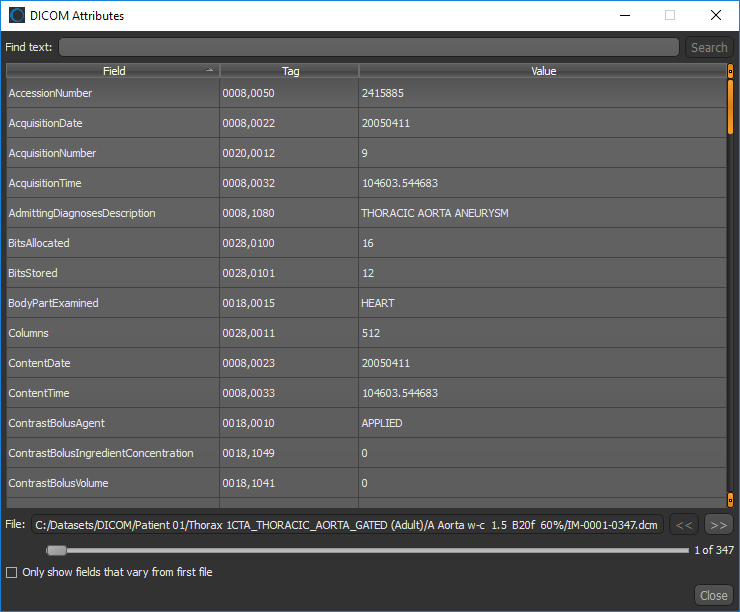 DICOM Attributes
Find text: Search
Field Tag Value
AccessionNumber 0008,0050 2415885
AcquisitionDate 0008,0022 20050411
AcquisitionNumber 0020,0012 9
AcquisitionTime 0008,0032 104603.544683
AdmittingDiagnosesDescription 0008,1080 THORACIC AORTA ANEURYSM
BitsAllocated 0028,0100 16
BitsStored 0028,0101 12
BodyPartExamined 0018,0015 HEART
Columns 0028,0011 512
ContentDate 0008,0023 20050411
ContentTime 0008,0033 104603.544683
ContrastBolusAgent 0018,0010 APPLIED
ContrastBolusIngredientConcentration 0018,1049 0
ContrastBolusVolume 0018,1041 0
File: C:/Datasets/DICOM/Patient 01/Thorax 1CTA_THORACIC_AORTA_GATED (Adult)/A Aorta w-c  1.5  B20f  60%/IM-0001-0347.dcm << >>
1 of 347
Only show fields that vary from first file
Close